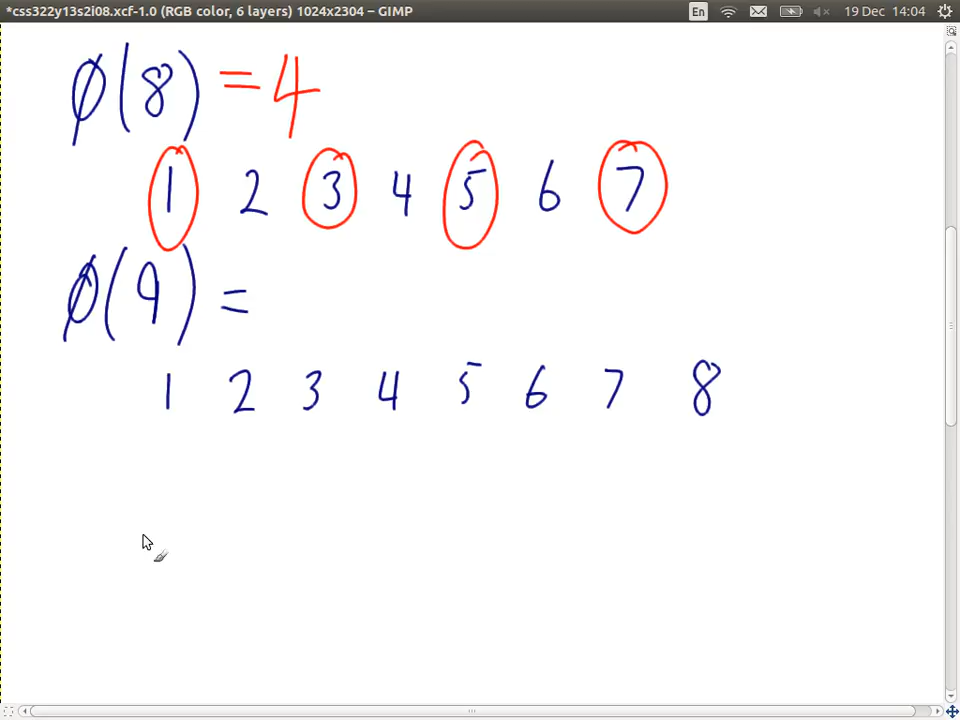 *css322y13s2i08.xcf-1.0 (RGB color, 6 layers) 1024x2304 – GIMP En 19 Dec 14:04
ø(8) = 4
1 2 3 4 5 6 7
ø(9) =
1 2 3 4 5 6 7 8